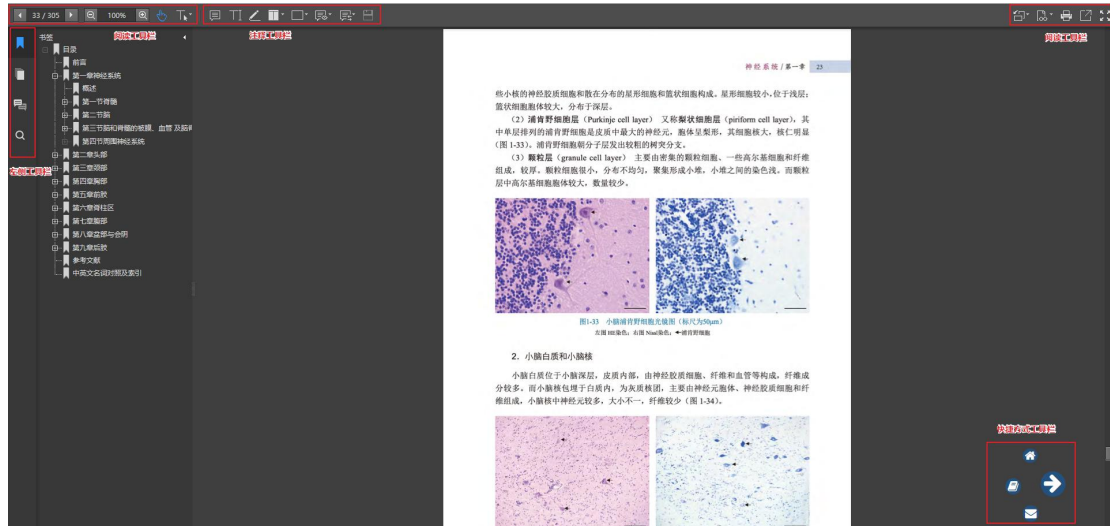 33 / 305
100%
阅读工具栏
注释工具栏
阅读工具栏
书签
目录
前言
第一章神经系统
概述
第一节脊髓
第二节脑
第三节脑和脊髓的被膜、血管 及脑脊
第四节周围神经系统
第二章头部
第三章颈部
第四章胸部
第五章前肢
第六章脊柱区
第七章腹部
第八章盆部与会阴
第九章后肢
参考文献
中英文名词对照及索引
左侧工具栏
神经系统 / 第一章 23
些小核的神经胶质细胞和散在分布的星形细胞和篮状细胞构成。星形细胞较小,位于浅层;
篮状细胞胞体较大,分布于深层。
(2)浦肯野细胞层(Purkinje cell layer) 又称梨状细胞层(piriform cell layer),其
中单层排列的浦肯野细胞是皮质中最大的神经元,胞体呈梨形,其细胞核大,核仁明显
(图 1-33)。浦肯野细胞朝分子层发出较粗的树突分支。
(3)颗粒层(granule cell layer) 主要由密集的颗粒细胞、一些高尔基细胞和纤维
组成,较厚。颗粒细胞很小,分布不均匀,聚集形成小堆,小堆之间的染色浅。而颗粒
层中高尔基细胞胞体较大,数量较少。
图1-33 小脑浦肯野细胞光镜图(标尺为50μm)
左图 HE染色;右图 Nissl染色;浦肯野细胞
2. 小脑白质和小脑核
小脑白质位于小脑深层,皮质内部,由神经胶质细胞、纤维和血管等构成,纤维成
分较多。而小脑核包埋于白质内,为灰质核团,主要由神经元胞体、神经胶质细胞和纤
维组成,小脑核中神经元较多,大小不一,纤维较少(图 1-34)。
快捷方式工具栏